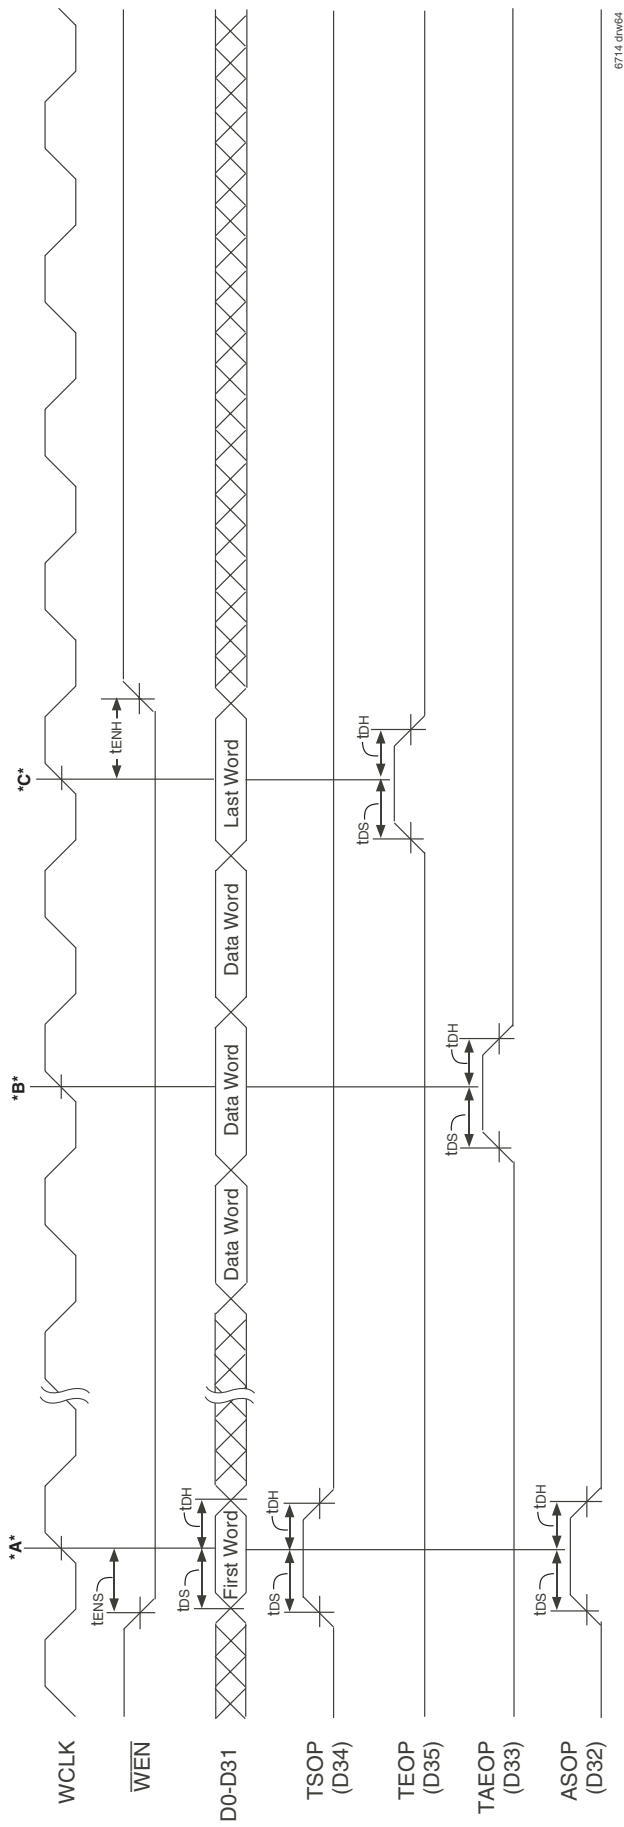 *A*
*B*
*C*
WCLK
tENS
tENH
WEN
tDS
tDH
D0-D31
First Word
Data Word
Data Word
Data Word
Last Word
tDS
tDH
TSOP
(D34)
tDS
tDH
TEOP
(D35)
tDS
tDH
TAEOP
(D33)
tDS
tDH
ASOP
(D32)
6714 drw64